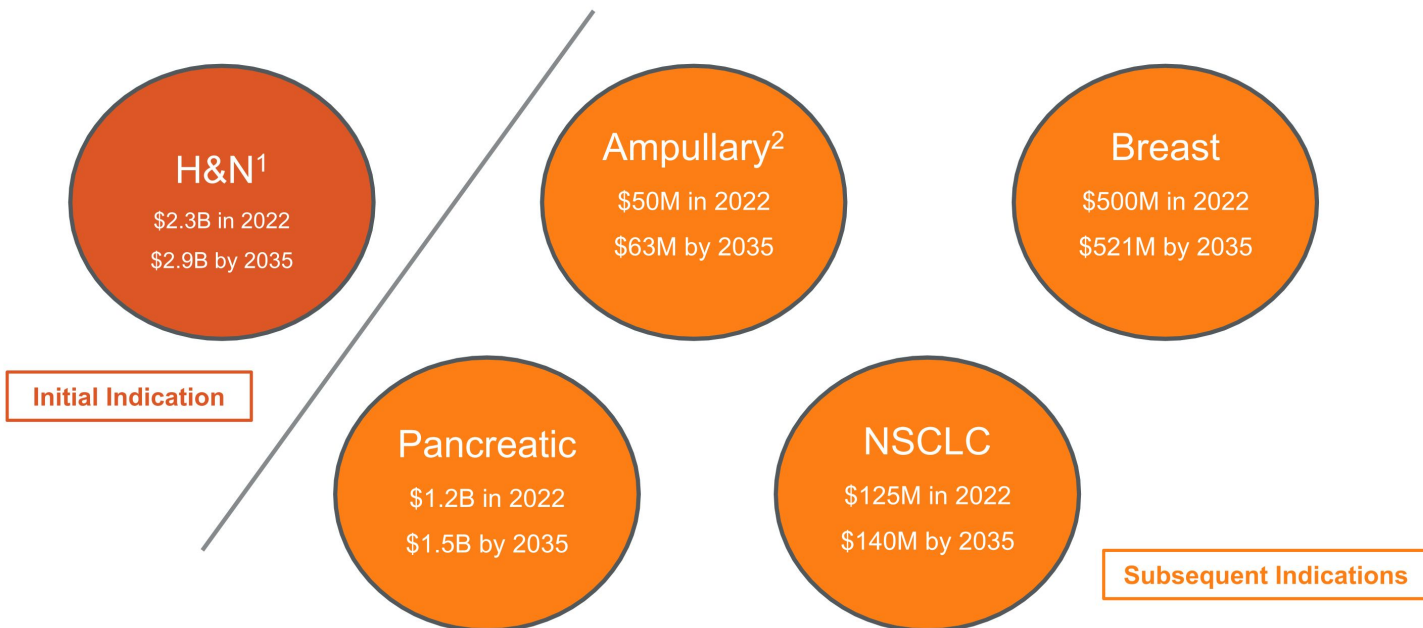 H&N¹
$2.3B in 2022
$2.9B by 2035
Initial Indication
Ampullary²
$50M in 2022
$63M by 2035
Breast
$500M in 2022
$521M by 2035
Pancreatic
$1.2B in 2022
$1.5B by 2035
NSCLC
$125M in 2022
$140M by 2035
Subsequent Indications